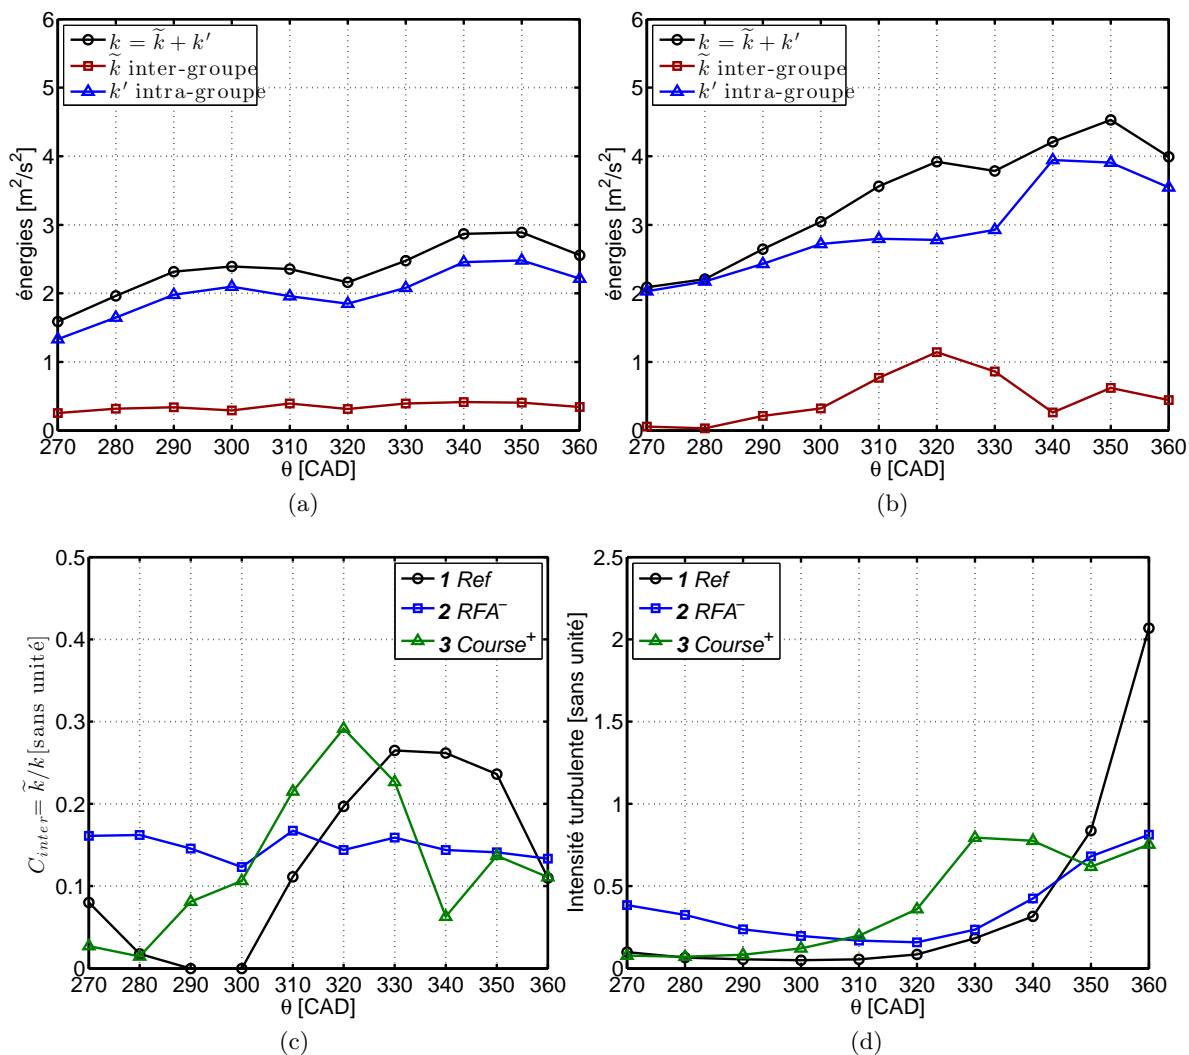 k = k̃ + k′
k̃ inter-groupe
k′ intra-groupe
6
5
4
3
2
1
0
énergies [m²/s²]
270 280 290 300 310 320 330 340 350 360
θ [CAD]
(a)
k = k̃ + k′
k̃ inter-groupe
k′ intra-groupe
6
5
4
3
2
1
0
énergies [m²/s²]
270 280 290 300 310 320 330 340 350 360
θ [CAD]
(b)
1 Ref
2 RFA⁻
3 Course⁺
0.5
0.4
0.3
0.2
0.1
0
C_inter = k̃/k [sans unité]
270 280 290 300 310 320 330 340 350 360
θ [CAD]
(c)
1 Ref
2 RFA⁻
3 Course⁺
2.5
2
1.5
1
0.5
0
Intensité turbulente [sans unité]
270 280 290 300 310 320 330 340 350 360
θ [CAD]
(d)